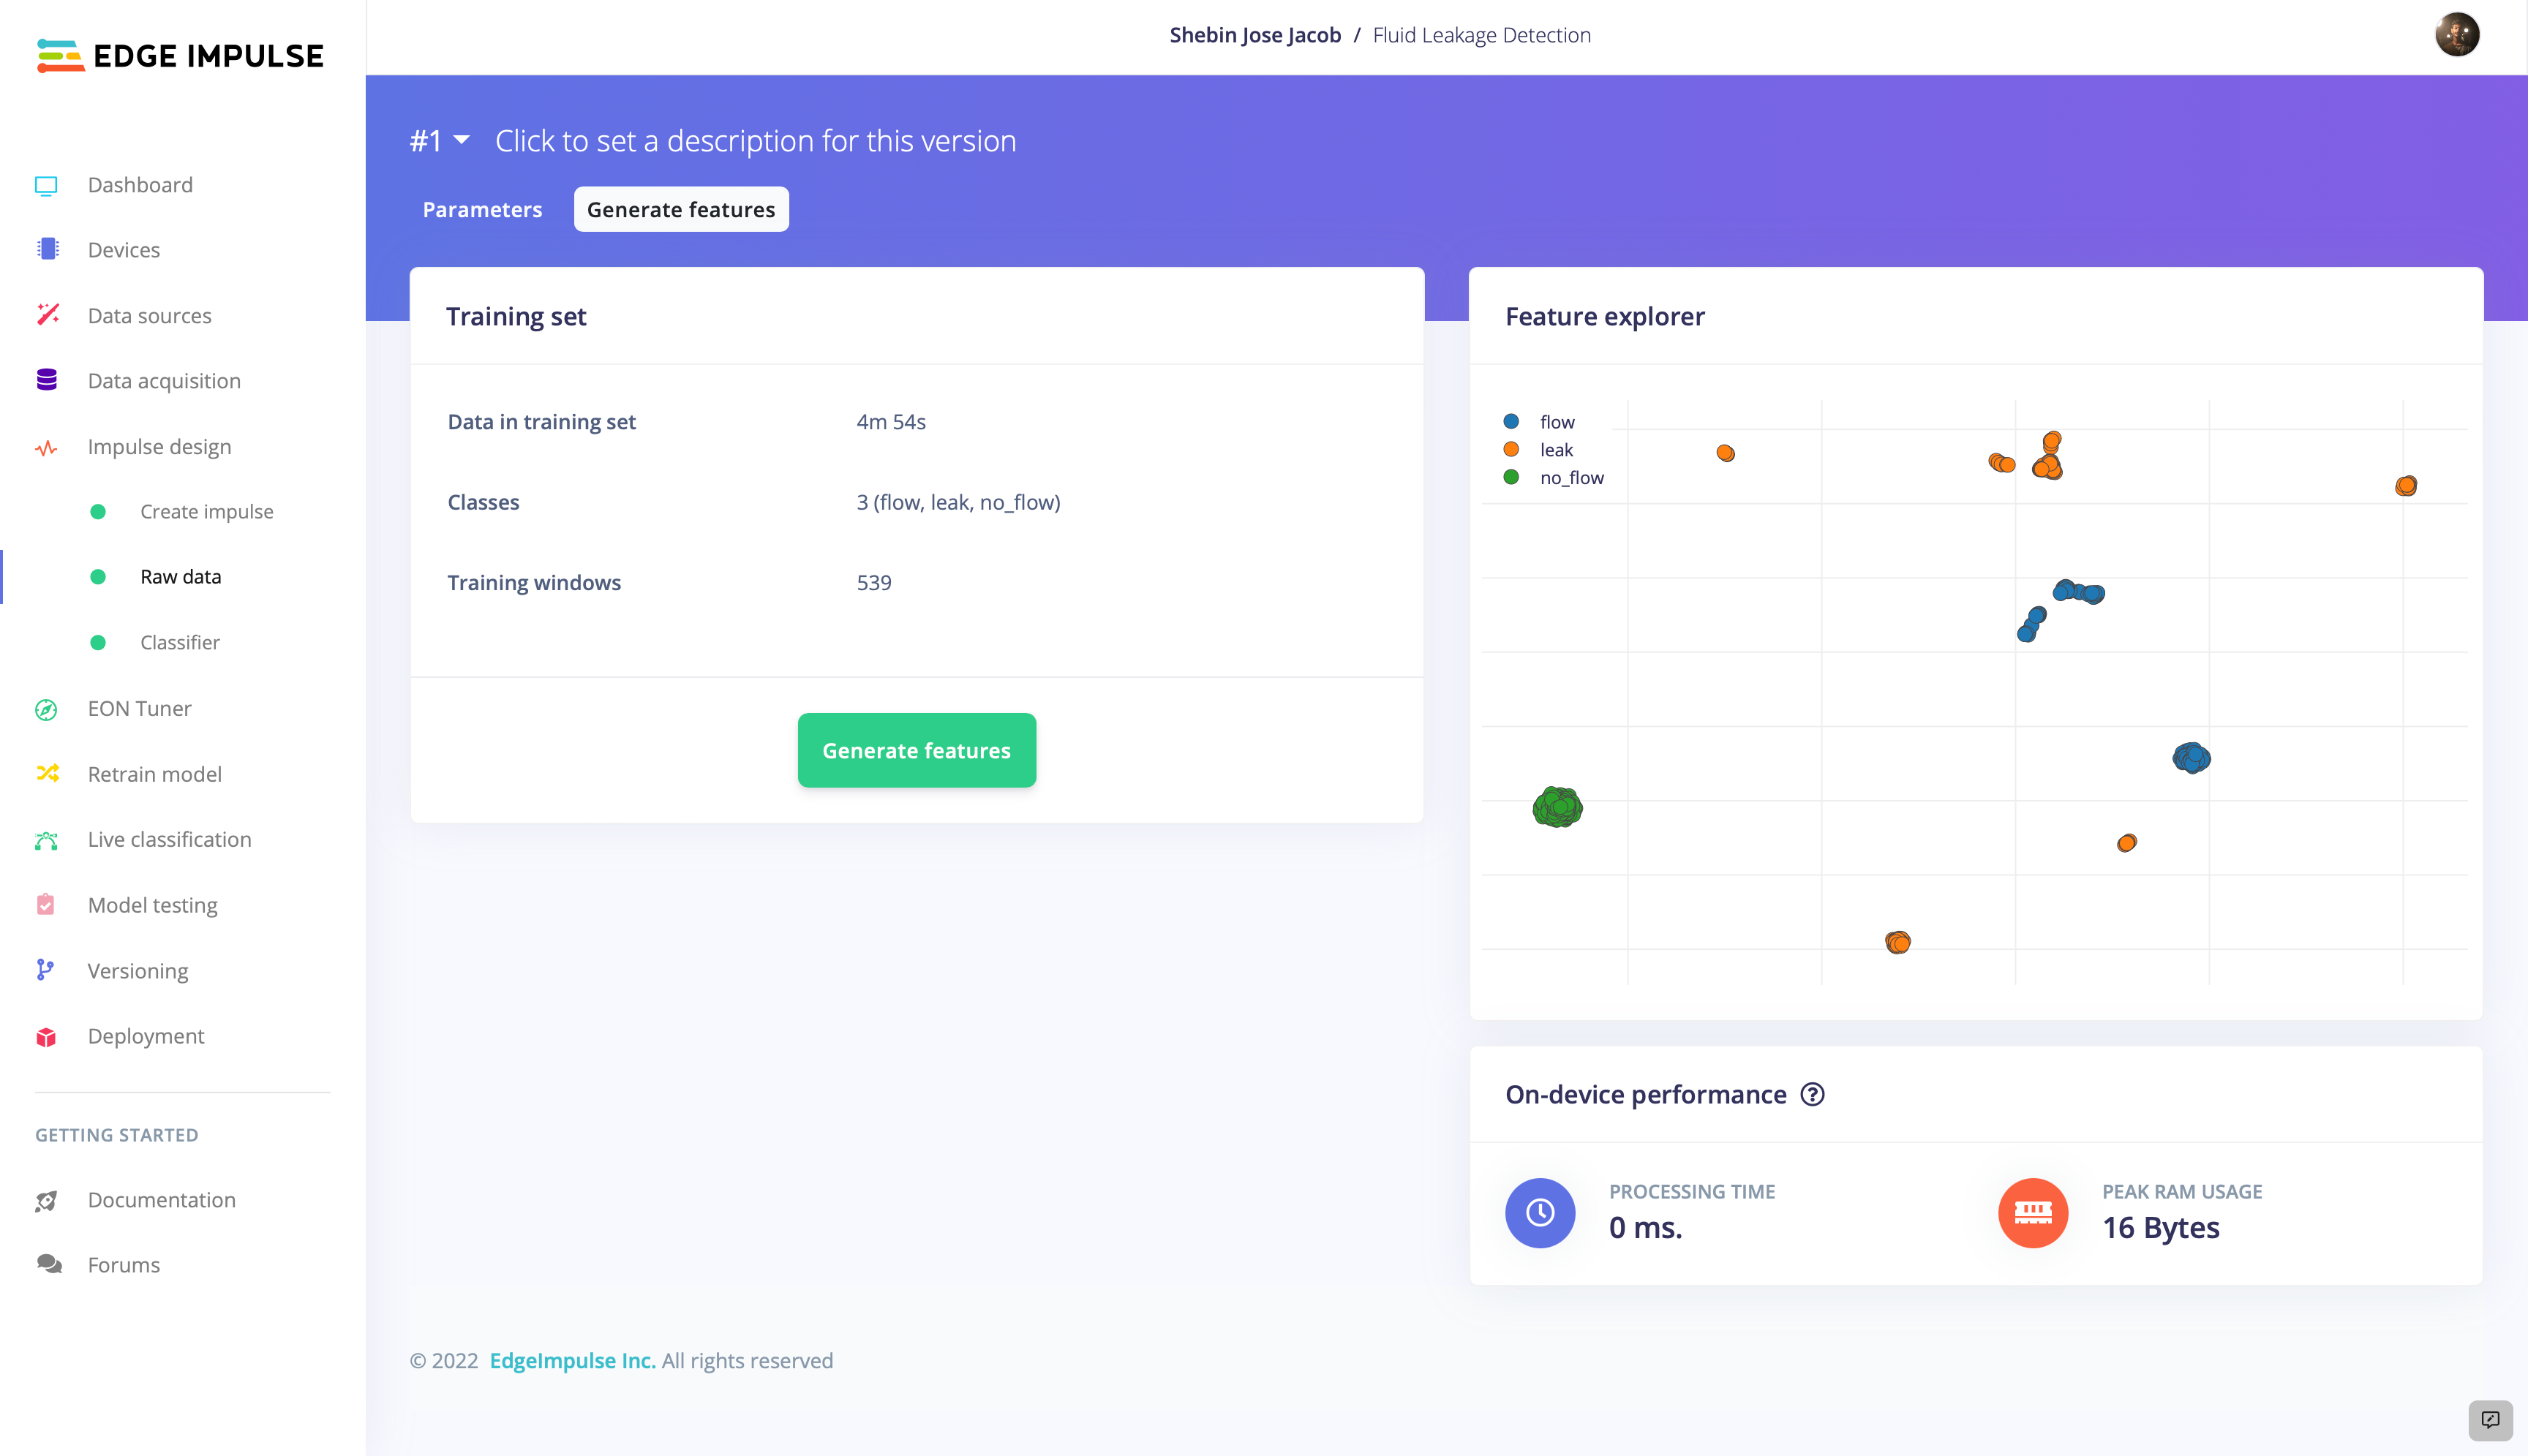 EDGE IMPULSE
Shebin Jose Jacob / Fluid Leakage Detection
Dashboard
Devices
Data sources
Data acquisition
Impulse design
Create impulse
Raw data
Classifier
EON Tuner
Retrain model
Live classification
Model testing
Versioning
Deployment
GETTING STARTED
Documentation
Forums
#1 Click to set a description for this version
Parameters Generate features
Training set
Data in training set 4m 54s
Classes 3 (flow, leak, no_flow)
Training windows 539
Generate features
Feature explorer
flow
leak
no_flow
On-device performance ?
PROCESSING TIME
0 ms.
PEAK RAM USAGE
16 Bytes
© 2022 EdgeImpulse Inc. All rights reserved